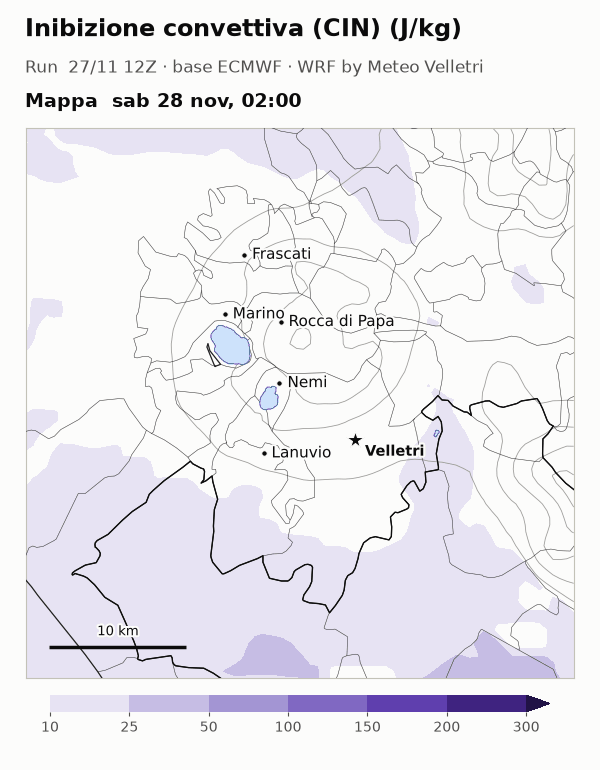 Inibizione convettiva (CIN) (J/kg)
Run 27/11 12Z · base ECMWF · WRF by Meteo Velletri
Mappa sab 28 nov, 02:00
Frascati
Marino
Rocca di Papa
Nemi
Velletri
Lanuvio
10 km
10 25 50 100 150 200 300